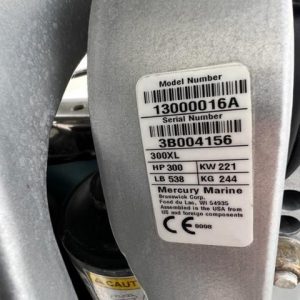 Model Number
13000016A
Serial Number
3B004156
300XL
HP 300 KW 221
LB 538 KG 244
Mercury Marine
Brunswick Corp.
Fond du Lac, WI 54935
Assembled in the USA from
US and foreign components
CE 0098
CAUT